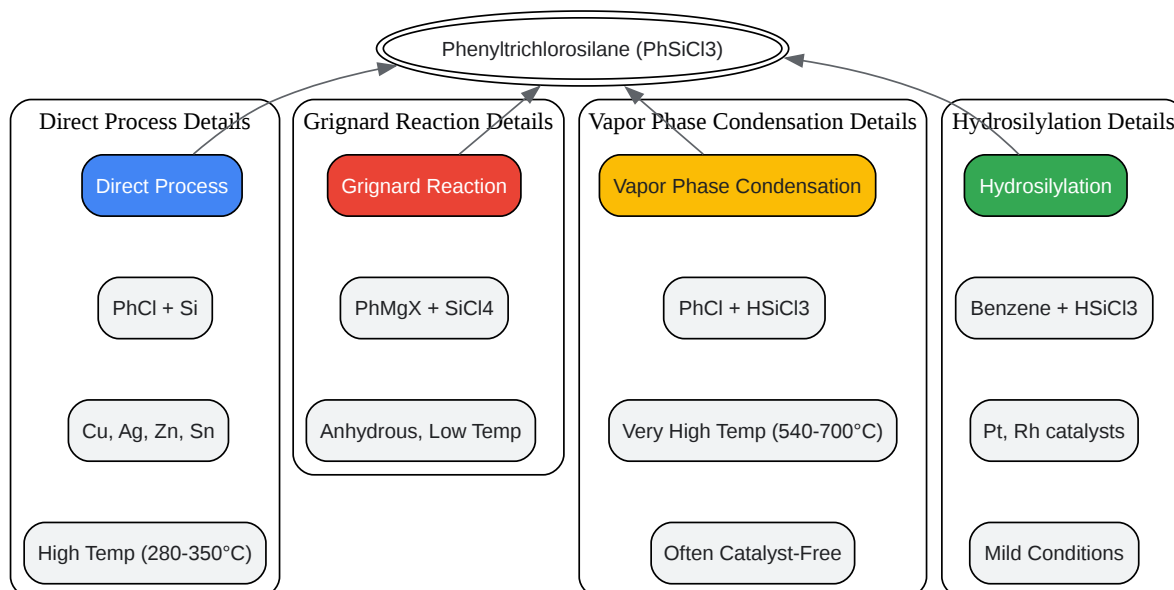 Phenyltrichlorosilane (PhSiCl3)
Direct Process Details
Grignard Reaction Details
Vapor Phase Condensation Details
Hydrosilylation Details
Direct Process
Grignard Reaction
Vapor Phase Condensation
Hydrosilylation
PhCl + Si
PhMgX + SiCl4
PhCl + HSiCl3
Benzene + HSiCl3
Cu, Ag, Zn, Sn
Anhydrous, Low Temp
Very High Temp (540-700°C)
Pt, Rh catalysts
High Temp (280-350°C)
Often Catalyst-Free
Mild Conditions